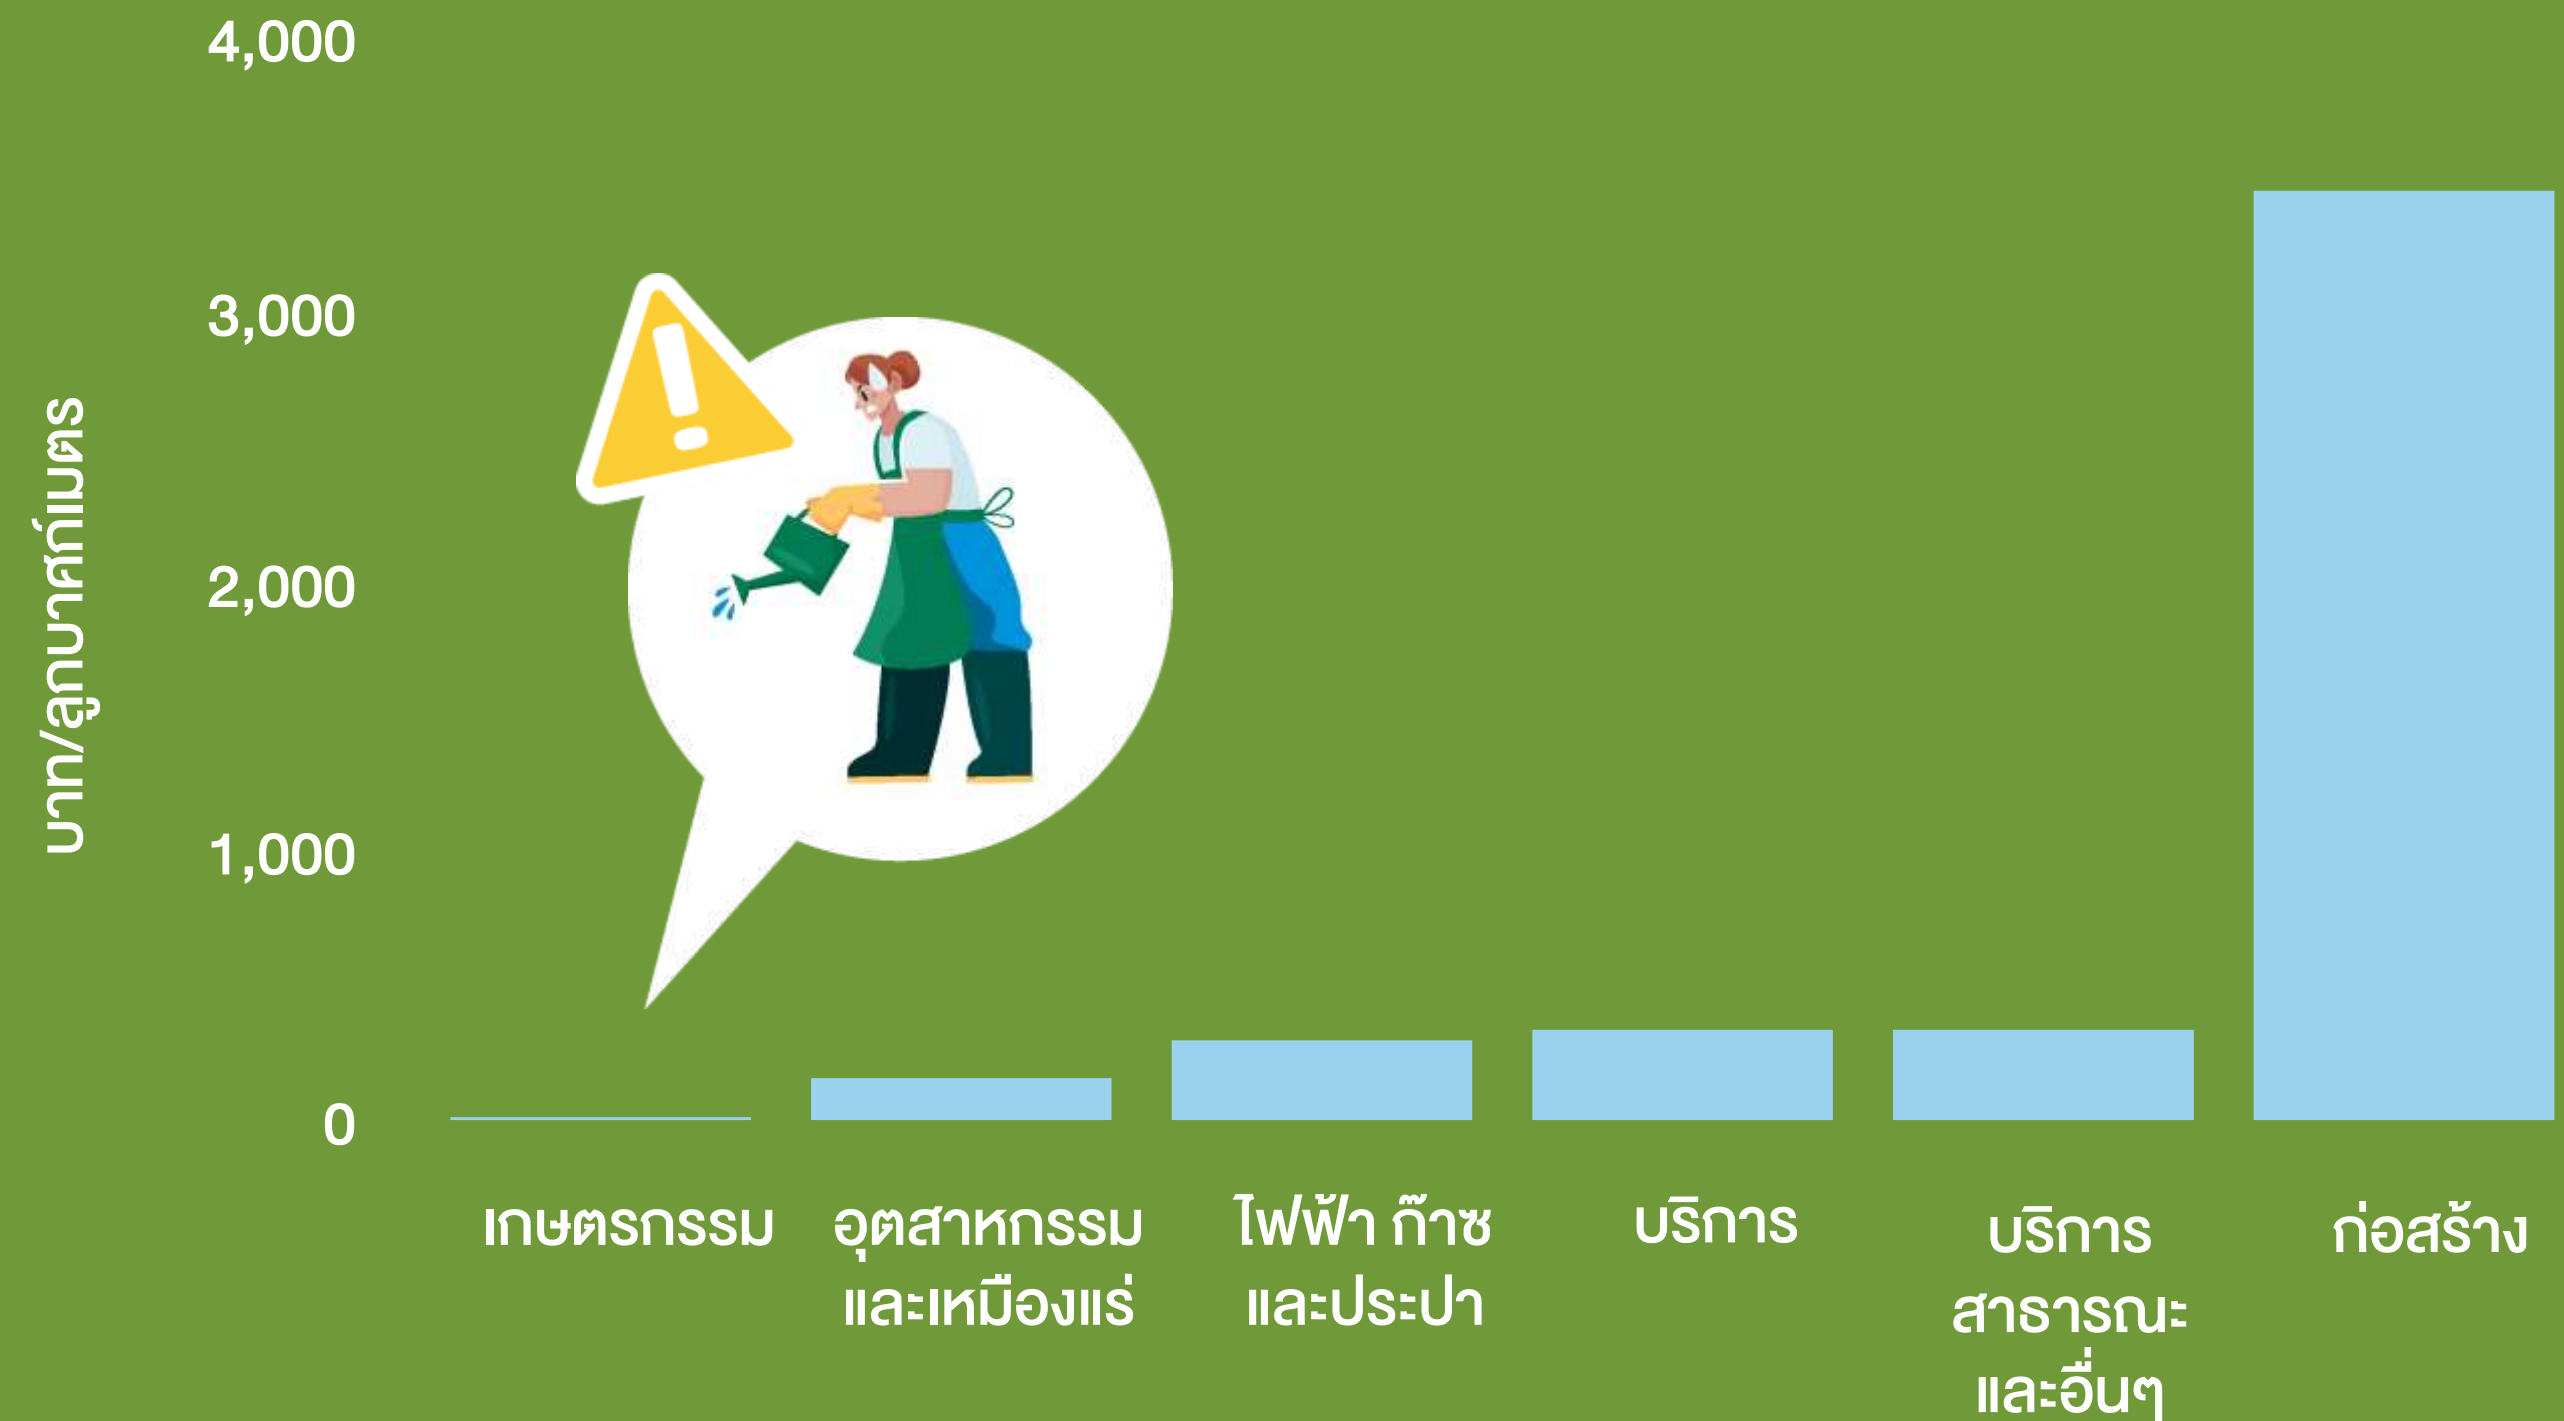 4,000
3,000
2,000
1,000
0
บาท/ลูกบาศก์เมตร
เกษตรกรรม
อุตสาหกรรม
และเหมืองแร่
ไฟฟ้า ก๊าซ
และประปา
บริการ
บริการ
สาธารณะ
และอื่นๆ
ก่อสร้าง